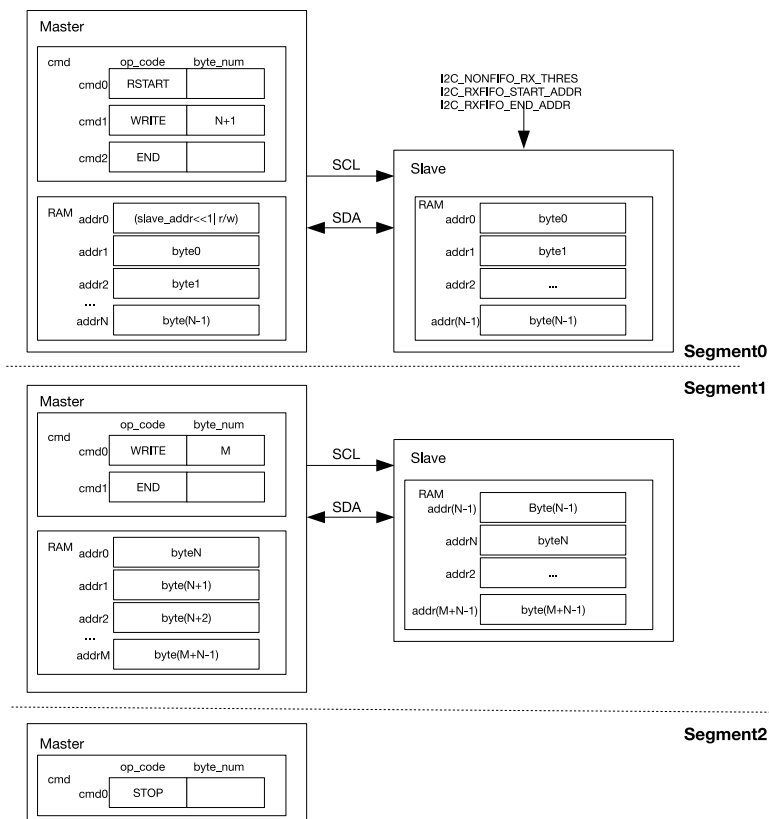 Master
cmd
op_code byte_num
cmd0 RSTART
cmd1 WRITE N+1
cmd2 END
RAM
addr0 (slave_addr<<1| r/w)
addr1 byte0
addr2 byte1
...
addrN byte(N-1)
SCL
SDA
I2C_NONFIFO_RX_THRES
I2C_RXFIFO_START_ADDR
I2C_RXFIFO_END_ADDR
Slave
RAM
addr0 byte0
addr1 byte1
addr2 ...
addr(N-1) byte(N-1)
Segment0
Segment1
Master
cmd
op_code byte_num
cmd0 WRITE M
cmd1 END
RAM
addr0 byteN
addr1 byte(N+1)
addr2 byte(N+2)
...
addrM byte(M+N-1)
SCL
SDA
Slave
RAM
addr(N-1) Byte(N-1)
addrN byteN
addr2 ...
addr(M+N-1) byte(M+N-1)
Segment2
Master
cmd
op_code byte_num
cmd0 STOP